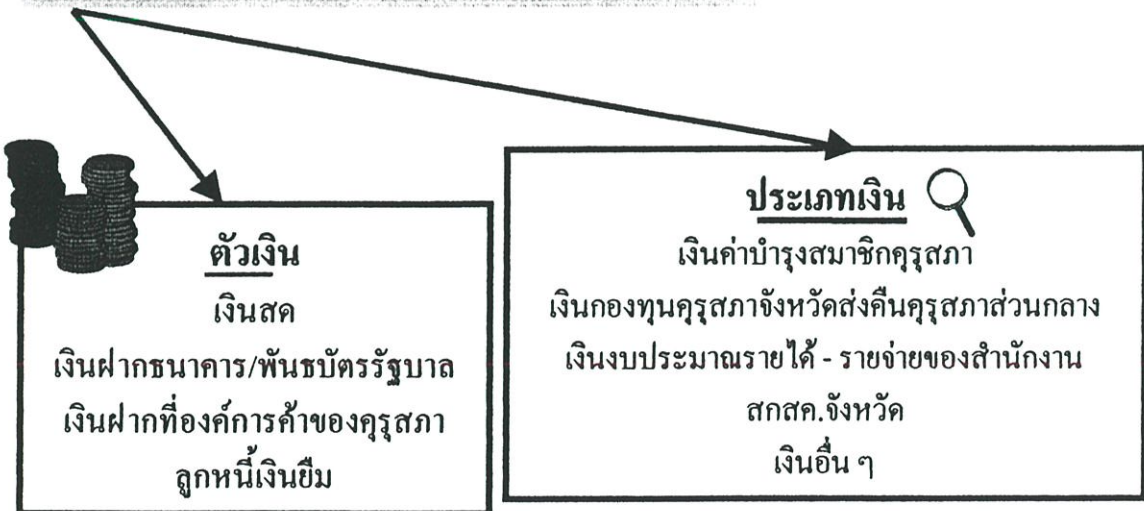 ตัวเงิน
เงินสด
เงินฝากธนาคาร/พันธบัตรรัฐบาล
เงินฝากที่องค์การค้าของคุรุสภา
ลูกหนี้เงินยืม
ประเภทเงิน
เงินค่าบำรุงสมาชิกคุรุสภา
เงินกองทุนคุรุสภาจังหวัดส่งคืนคุรุสภาส่วนกลาง
เงินงบประมาณรายได้ - รายจ่ายของสำนักงาน
สกสค.จังหวัด
เงินอื่น ๆ